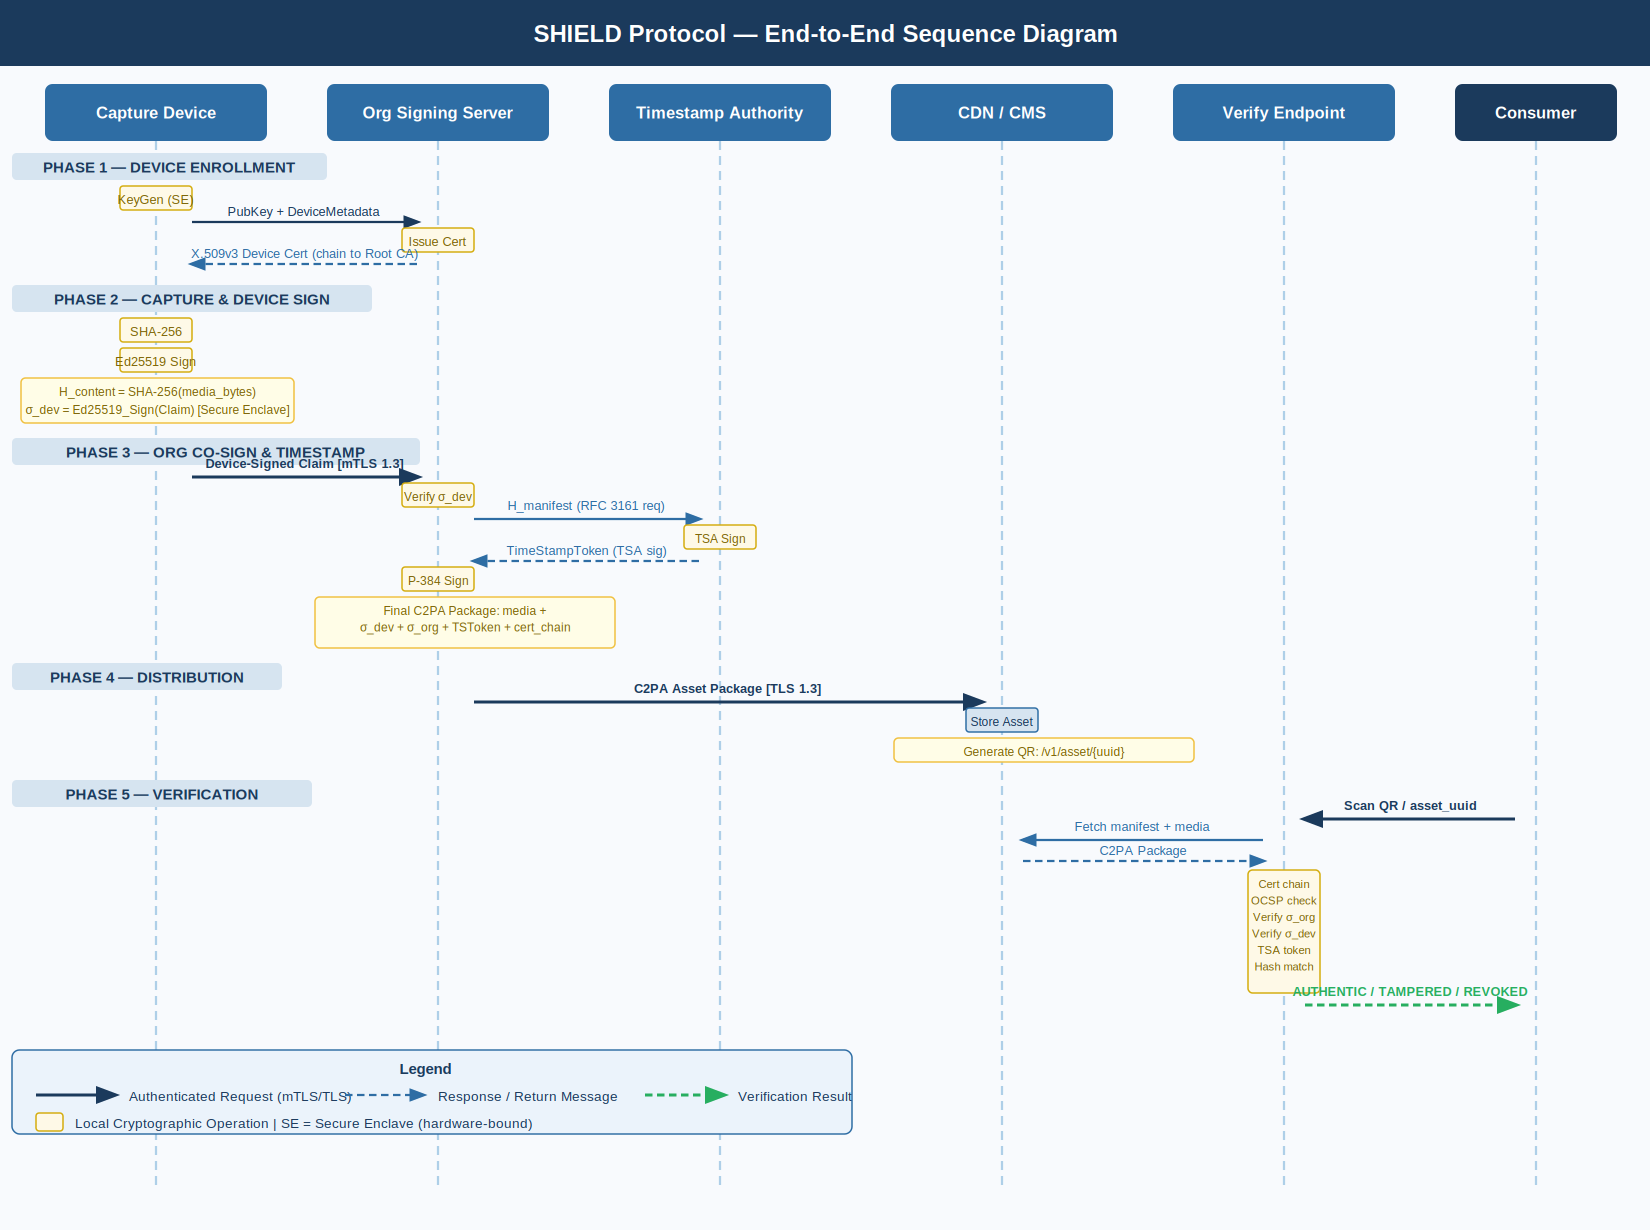 SHIELD Protocol — End-to-End Sequence Diagram
Capture Device
Org Signing Server
Timestamp Authority
CDN / CMS
Verify Endpoint
Consumer
PHASE 1 — DEVICE ENROLLMENT
KeyGen (SE)
PubKey + DeviceMetadata
Issue Cert
X.509v3 Device Cert (chain to Root CA)
PHASE 2 — CAPTURE & DEVICE SIGN
SHA-256
Ed25519 Sign
H_content = SHA-256(media_bytes)
σ_dev = Ed25519_Sign(Claim) [Secure Enclave]
PHASE 3 — ORG CO-SIGN & TIMESTAMP
Device-Signed Claim [mTLS 1.3]
Verify σ_dev
H_manifest (RFC 3161 req)
TSA Sign
TimeStampToken (TSA sig)
P-384 Sign
Final C2PA Package: media +
σ_dev + σ_org + TSToken + cert_chain
PHASE 4 — DISTRIBUTION
C2PA Asset Package [TLS 1.3]
Store Asset
Generate QR: /v1/asset/{uuid}
PHASE 5 — VERIFICATION
Scan QR / asset_uuid
Fetch manifest + media
C2PA Package
Cert chain
OCSP check
Verify σ_org
Verify σ_dev
TSA token
Hash match
AUTHENTIC / TAMPERED / REVOKED
Legend
Authenticated Request (mTLS/TLS)
Response / Return Message
Verification Result
Local Cryptographic Operation | SE = Secure Enclave (hardware-bound)